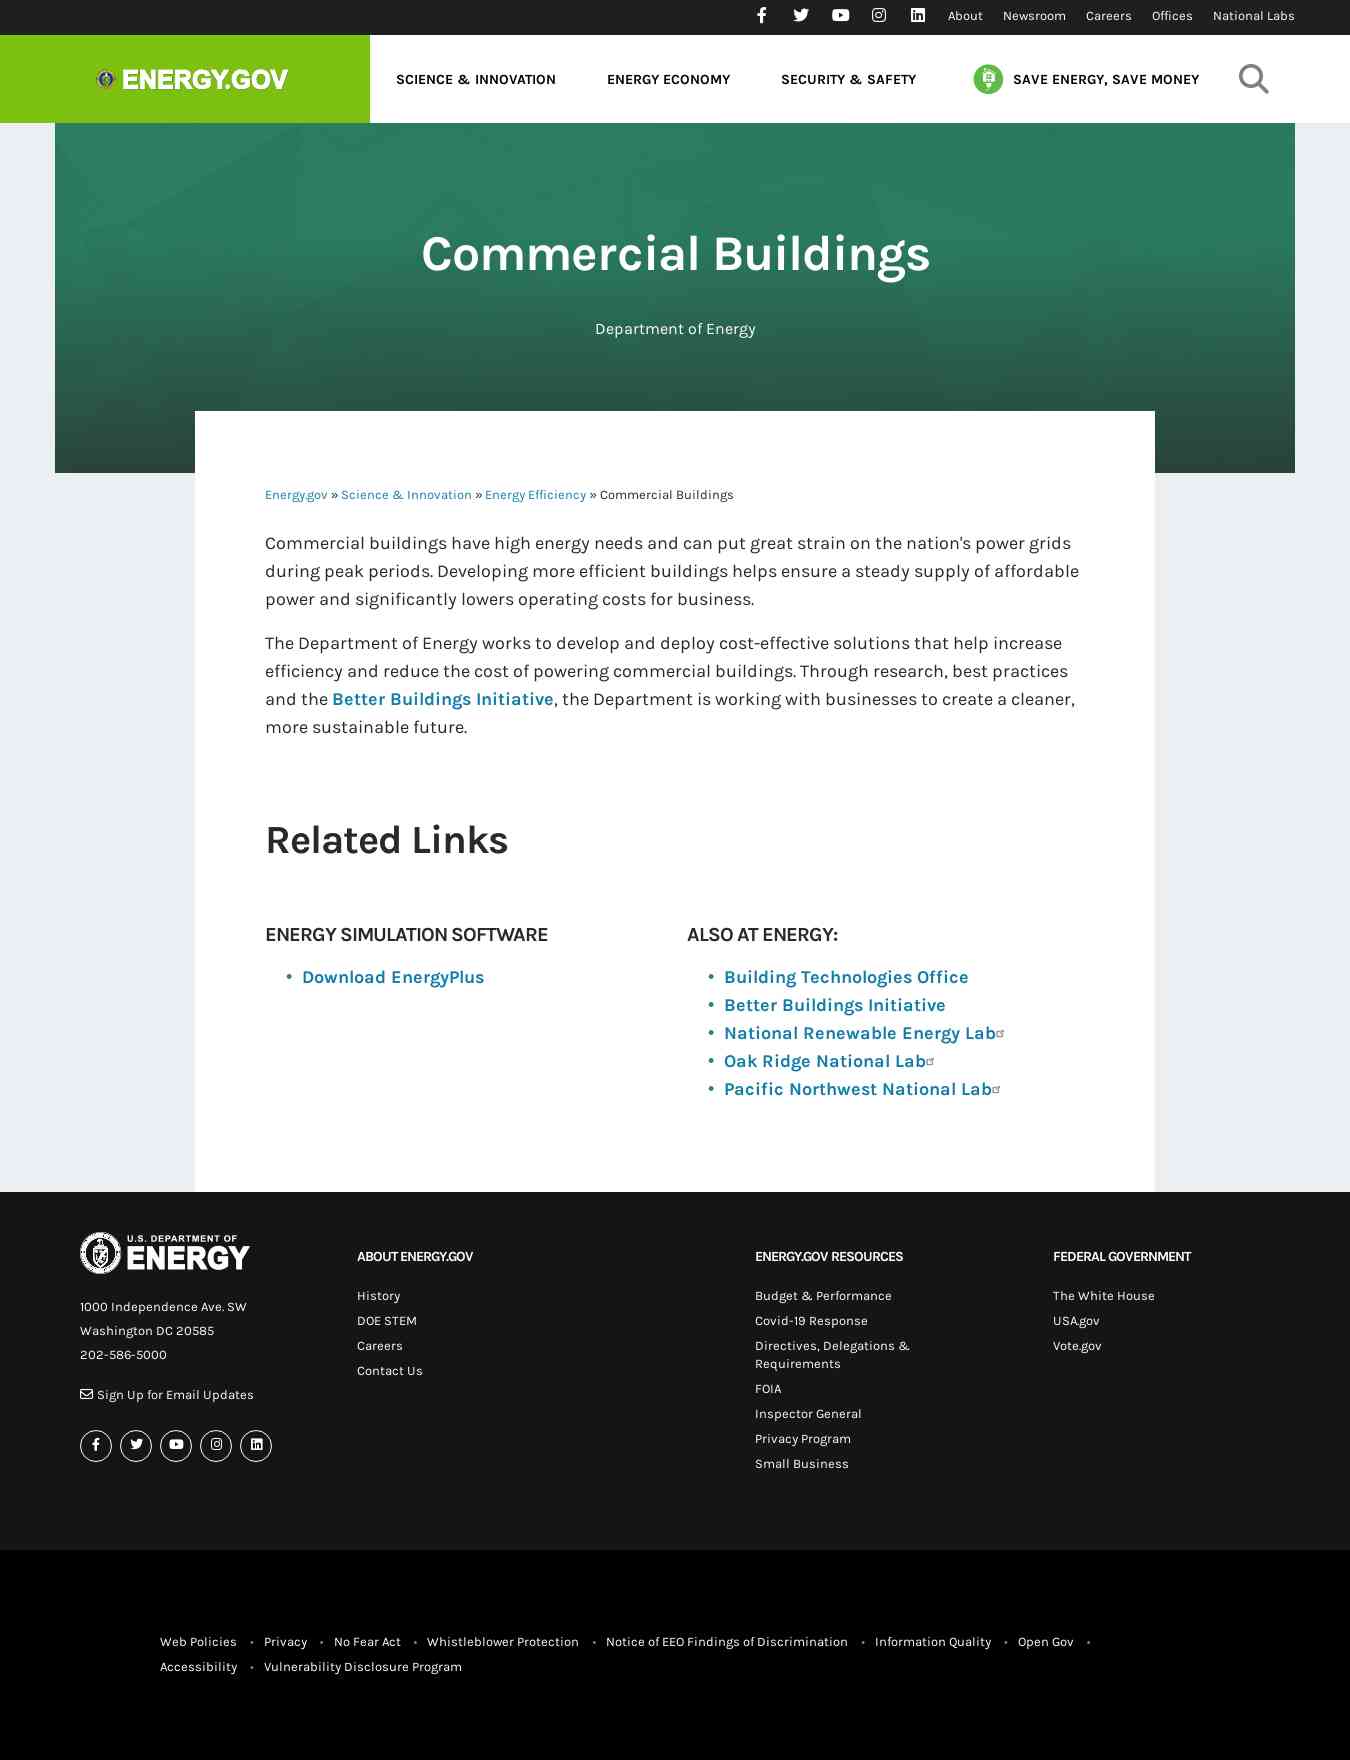 About Newsroom Careers Offices National Labs
ENERGY.GOV
SCIENCE & INNOVATION ENERGY ECONOMY SECURITY & SAFETY SAVE ENERGY, SAVE MONEY
Commercial Buildings
Department of Energy
Energy.gov » Science & Innovation » Energy Efficiency » Commercial Buildings
Commercial buildings have high energy needs and can put great strain on the nation's power grids
during peak periods. Developing more efficient buildings helps ensure a steady supply of affordable
power and significantly lowers operating costs for business.
The Department of Energy works to develop and deploy cost-effective solutions that help increase
efficiency and reduce the cost of powering commercial buildings. Through research, best practices
and the Better Buildings Initiative, the Department is working with businesses to create a cleaner,
more sustainable future.
Related Links
ENERGY SIMULATION SOFTWARE
• Download EnergyPlus
ALSO AT ENERGY:
• Building Technologies Office
• Better Buildings Initiative
• National Renewable Energy Lab
• Oak Ridge National Lab
• Pacific Northwest National Lab
U.S. DEPARTMENT OF
ENERGY
1000 Independence Ave. SW
Washington DC 20585
202-586-5000
Sign Up for Email Updates
ABOUT ENERGY.GOV
History
DOE STEM
Careers
Contact Us
ENERGY.GOV RESOURCES
Budget & Performance
Covid-19 Response
Directives, Delegations &
Requirements
FOIA
Inspector General
Privacy Program
Small Business
FEDERAL GOVERNMENT
The White House
USA.gov
Vote.gov
Web Policies • Privacy • No Fear Act • Whistleblower Protection • Notice of EEO Findings of Discrimination • Information Quality • Open Gov •
Accessibility • Vulnerability Disclosure Program